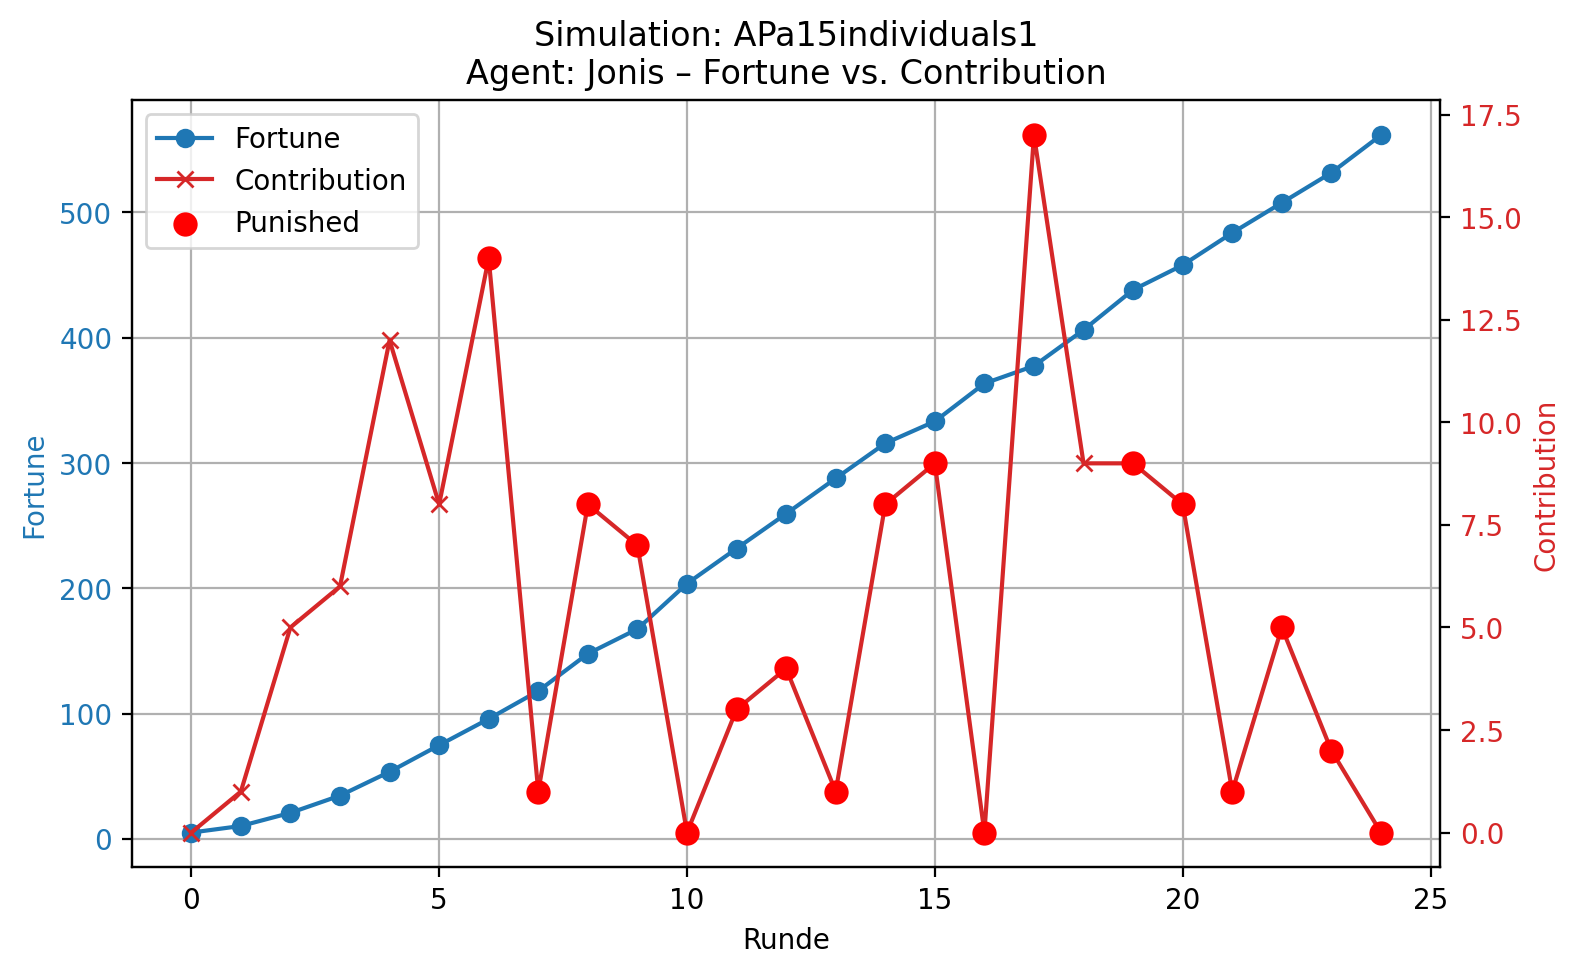 Simulation: APa15individuals1
Agent: Jonis – Fortune vs. Contribution
Fortune
Contribution
Punished
500
400
300
200
100
0
Fortune
17.5
15.0
12.5
10.0
7.5
5.0
2.5
0.0
Contribution
0 5 10 15 20 25
Runde